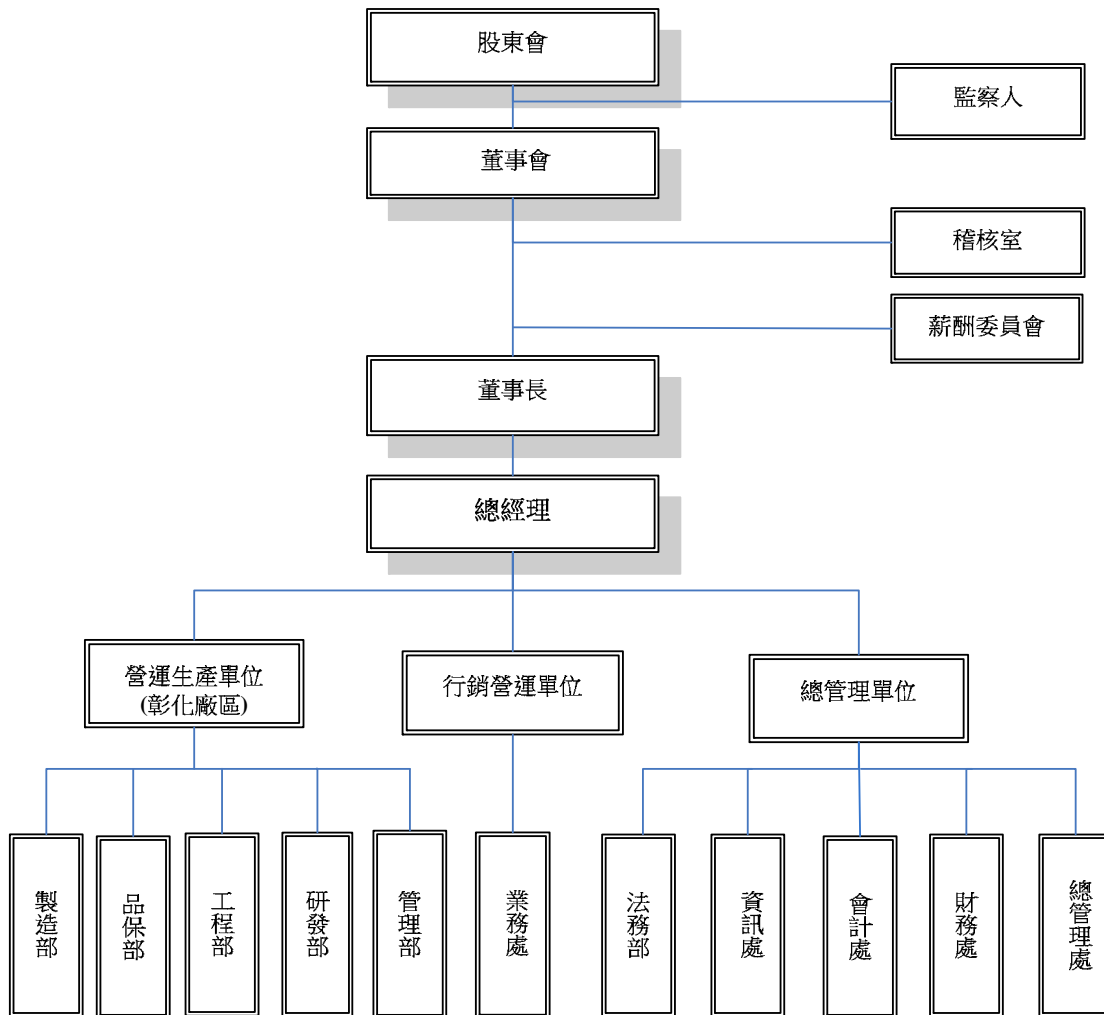 股東會
監察人
董事會
稽核室
薪酬委員會
董事長
總經理
營運生產單位
(彰化廠區)
行銷營運單位
總管理單位
製造部
品保部
工程部
研發部
管理部
業務處
法務部
資訊處
會計處
財務處
總管理處